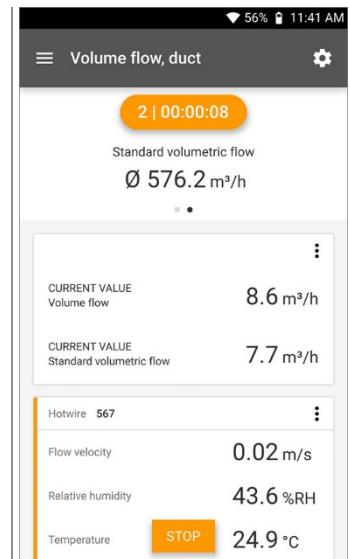 56% 11:41 AM
Volume flow, duct
2 | 00:00:08
Standard volumetric flow
Ø 576.2 m³/h
CURRENT VALUE
Volume flow
8.6 m³/h
CURRENT VALUE
Standard volumetric flow
7.7 m³/h
Hotwire 567
Flow velocity 0.02 m/s
Relative humidity 43.6 %RH
Temperature STOP 24.9 °C